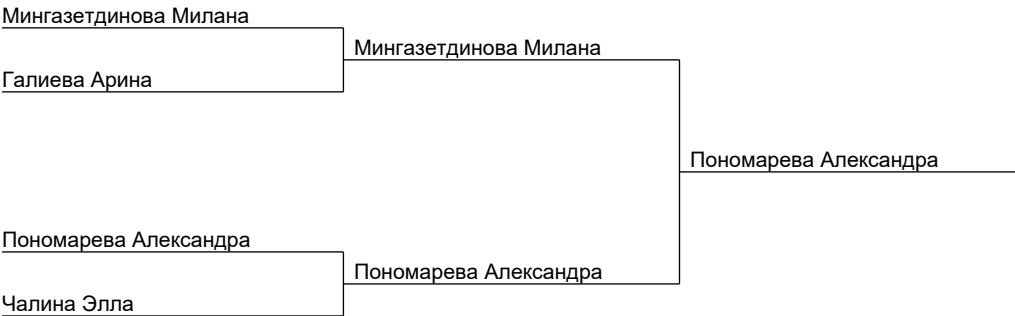 Мингазетдинова Милана
Мингазетдинова Милана
Галиева Арина
Пономарева Александра
Пономарева Александра
Пономарева Александра
Чалина Элла